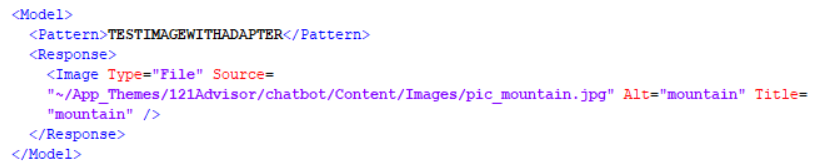 <Model>
<Pattern>TESTIMAGEWITHADAPTER</Pattern>
<Response>
<Image Type="File" Source=
"~/App_Themes/121Advisor/chatbot/Content/Images/pic_mountain.jpg" Alt="mountain" Title=
"mountain" />
</Response>
</Model>